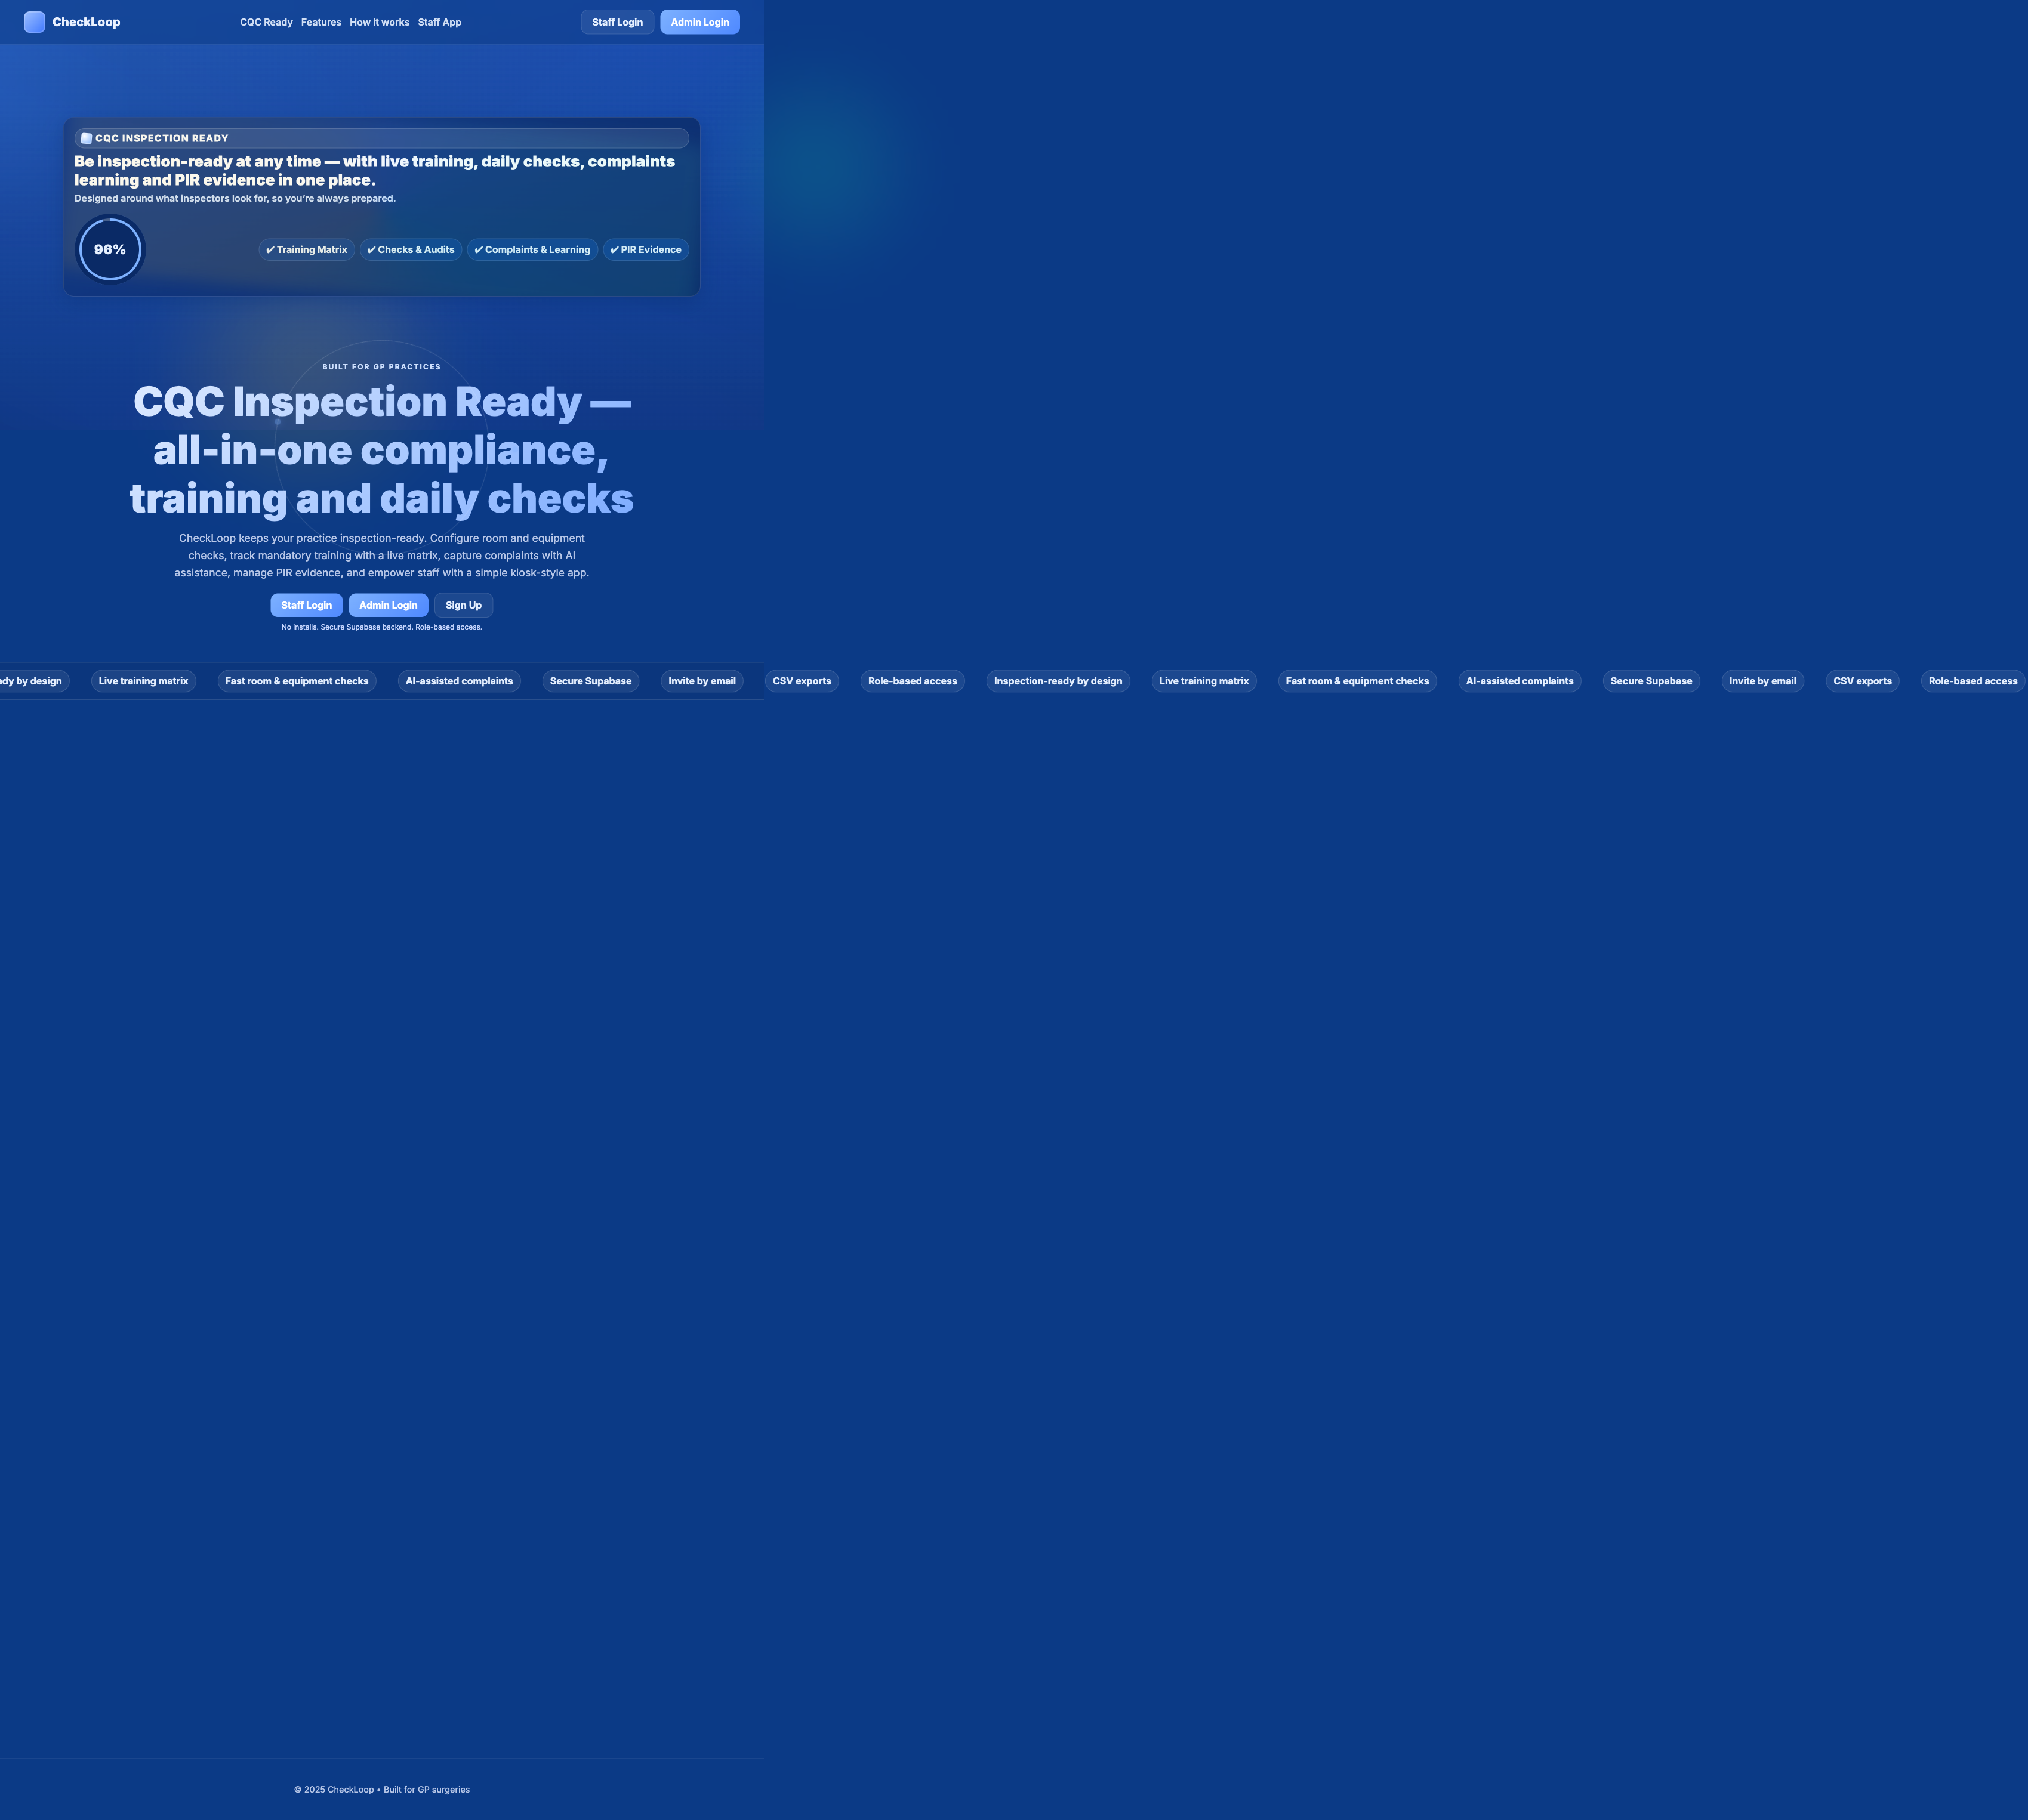 CheckLoop
CQC Ready Features How it works Staff App
Staff Login Admin Login
CQC INSPECTION READY
Be inspection-ready at any time — with live training, daily checks, complaints
learning and PIR evidence in one place.
Designed around what inspectors look for, so you’re always prepared.
96%
✔ Training Matrix ✔ Checks & Audits ✔ Complaints & Learning ✔ PIR Evidence
BUILT FOR GP PRACTICES
CQC Inspection Ready —
all-in-one compliance,
training and daily checks
CheckLoop keeps your practice inspection-ready. Configure room and equipment
checks, track mandatory training with a live matrix, capture complaints with AI
assistance, manage PIR evidence, and empower staff with a simple kiosk-style app.
Staff Login Admin Login Sign Up
No installs. Secure Supabase backend. Role-based access.
by design Live training matrix Fast room & equipment checks AI-assisted complaints Secure Supabase Invite by email CSV exports Role-based access Inspection-ready by design Live training matrix Fast room & equipment checks AI-assisted complaints Secure Supabase Invite by email CSV exports Role-based access
© 2025 CheckLoop • Built for GP surgeries